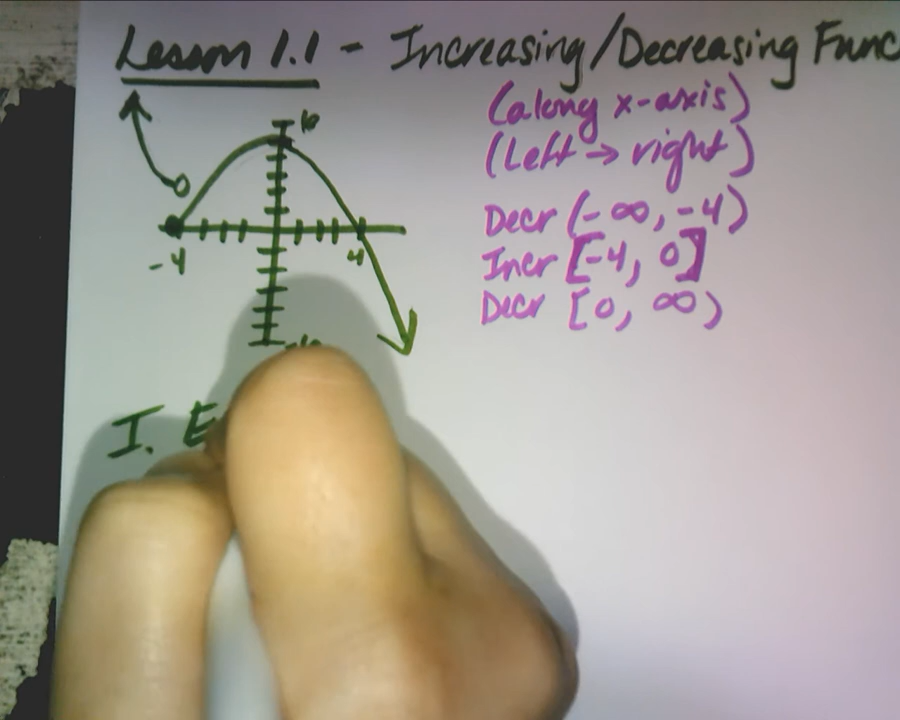 Lesson 1.1 - Increasing/Decreasing Func
(along x-axis)
(Left → right)
Decr (-∞, -4)
Incr [-4, 0]
Decr [0, ∞)
-4
4
I. E